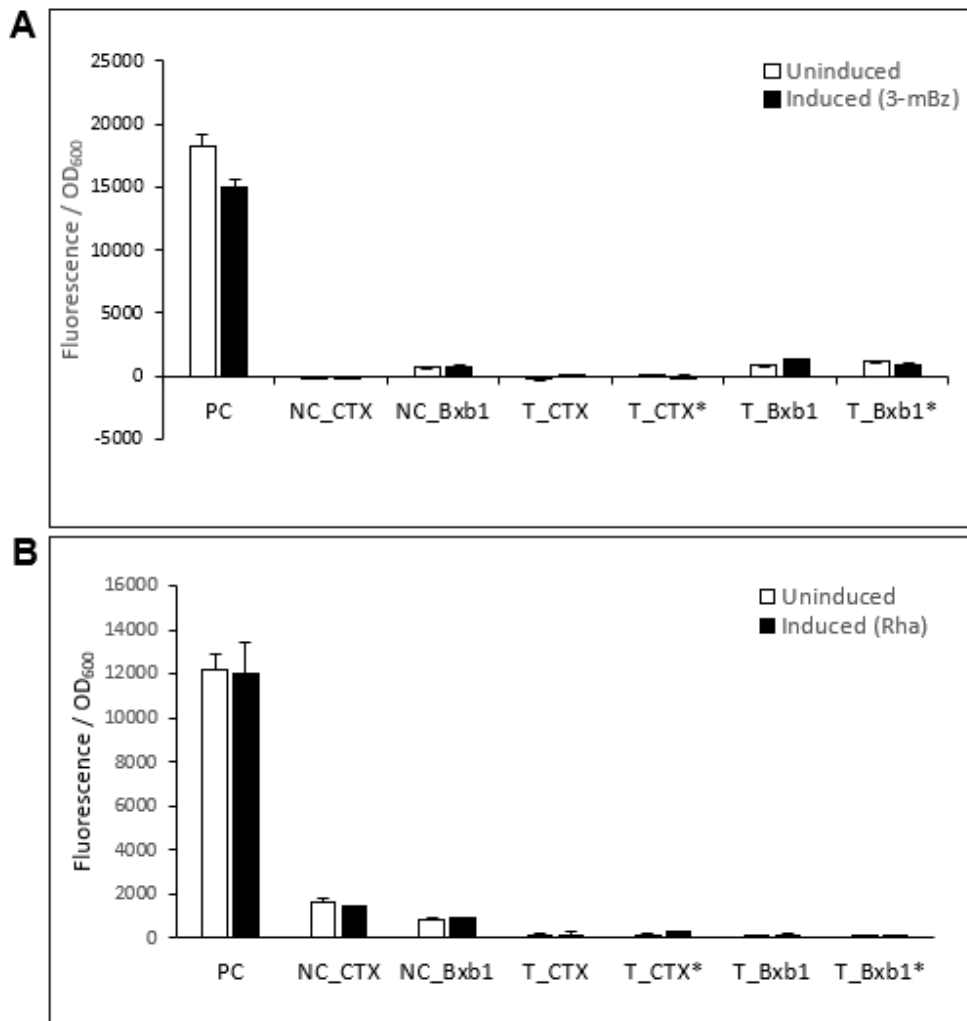 A
Fluorescence / OD600
25000
20000
15000
10000
5000
0
-5000
Uninduced
Induced (3-mBz)
PC NC_CTX NC_Bxb1 T_CTX T_CTX* T_Bxb1 T_Bxb1*
B
Fluorescence / OD600
16000
14000
12000
10000
8000
6000
4000
2000
0
Uninduced
Induced (Rha)
PC NC_CTX NC_Bxb1 T_CTX T_CTX* T_Bxb1 T_Bxb1*